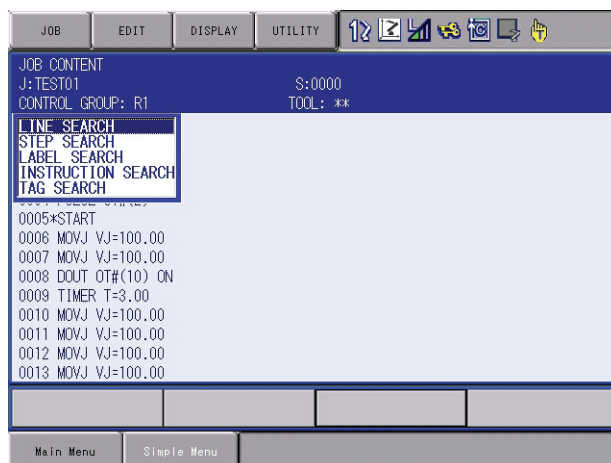 JOB EDIT DISPLAY UTILITY
JOB CONTENT
J:TEST01 S:0000
CONTROL GROUP: R1 TOOL: **
LINE SEARCH
STEP SEARCH
LABEL SEARCH
INSTRUCTION SEARCH
TAG SEARCH
0005*START
0006 MOVJ VJ=100.00
0007 MOVJ VJ=100.00
0008 DOUT OT#(10) ON
0009 TIMER T=3.00
0010 MOVJ VJ=100.00
0011 MOVJ VJ=100.00
0012 MOVJ VJ=100.00
0013 MOVJ VJ=100.00
Main Menu Simple Menu